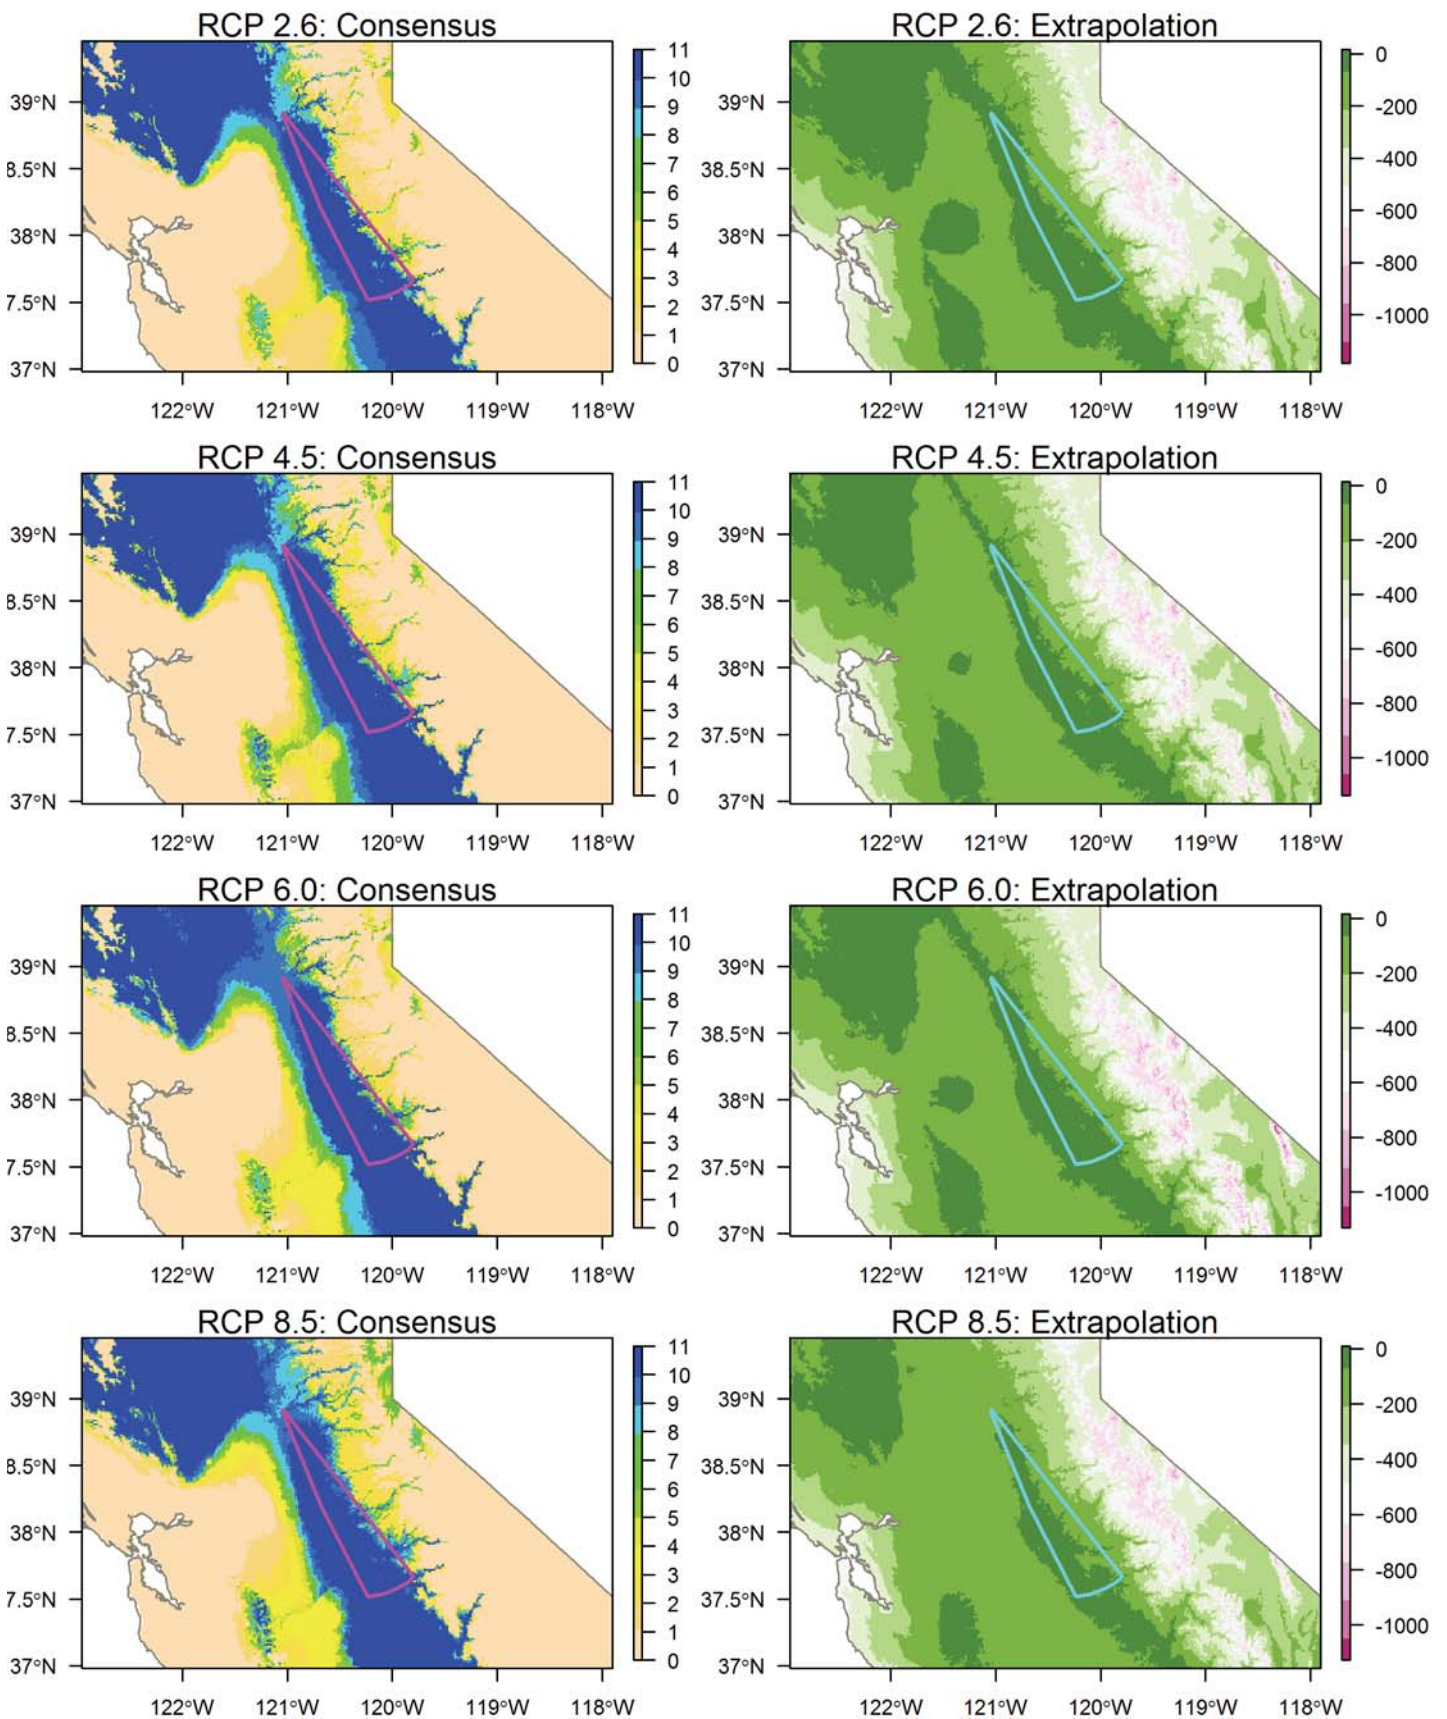 RCP 2.6: Consensus
RCP 2.6: Extrapolation
39°N
8.5°N
38°N
7.5°N
37°N
122°W 121°W 120°W 119°W 118°W
11
10
9
8
7
6
5
4
3
2
1
0
39°N
38.5°N
38°N
37.5°N
37°N
122°W 121°W 120°W 119°W 118°W
0
-200
-400
-600
-800
-1000
RCP 4.5: Consensus
RCP 4.5: Extrapolation
39°N
8.5°N
38°N
7.5°N
37°N
122°W 121°W 120°W 119°W 118°W
11
10
9
8
7
6
5
4
3
2
1
0
39°N
38.5°N
38°N
37.5°N
37°N
122°W 121°W 120°W 119°W 118°W
0
-200
-400
-600
-800
-1000
RCP 6.0: Consensus
RCP 6.0: Extrapolation
39°N
8.5°N
38°N
7.5°N
37°N
122°W 121°W 120°W 119°W 118°W
11
10
9
8
7
6
5
4
3
2
1
0
39°N
38.5°N
38°N
37.5°N
37°N
122°W 121°W 120°W 119°W 118°W
0
-200
-400
-600
-800
-1000
RCP 8.5: Consensus
RCP 8.5: Extrapolation
39°N
8.5°N
38°N
7.5°N
37°N
122°W 121°W 120°W 119°W 118°W
11
10
9
8
7
6
5
4
3
2
1
0
39°N
38.5°N
38°N
37.5°N
37°N
122°W 121°W 120°W 119°W 118°W
0
-200
-400
-600
-800
-1000